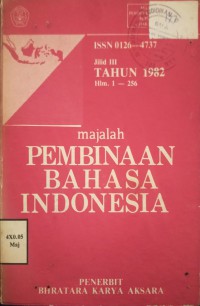 ISSN 0126—4737
Jilid III
TAHUN 1982
Hlm. 1 — 256
majalah
PEMBINAAN
BAHASA
INDONESIA
4X0.85
Maj
PENERBIT
BHRATARA KARYA AKSARA